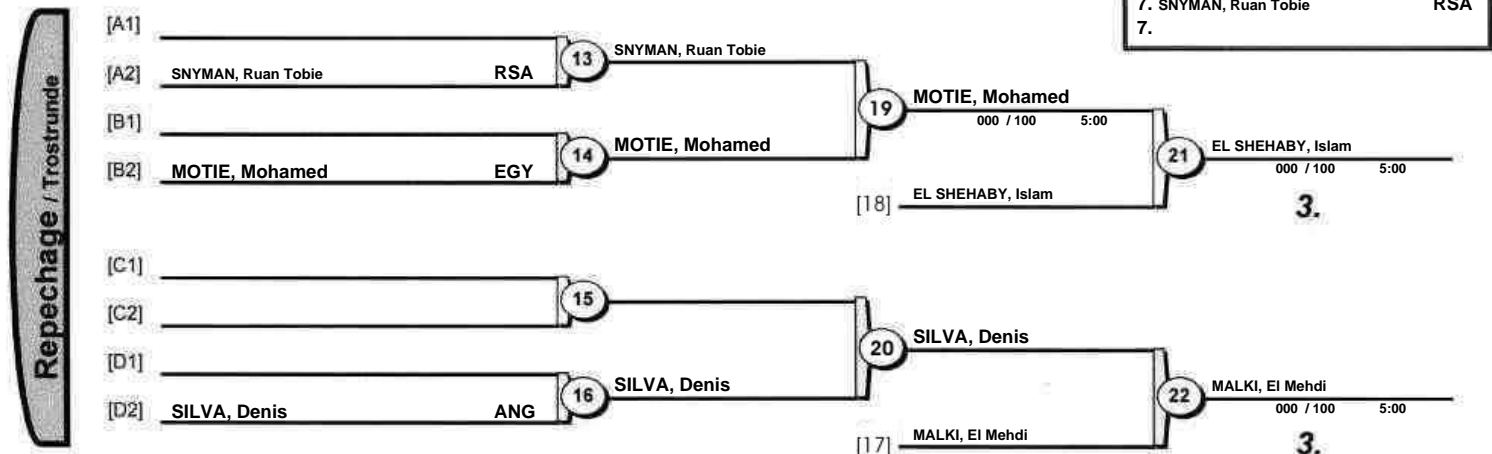 7. SNYMAN, Ruan Tobie RSA
7.
Repechage / Trostrunde
[A1]
[A2] SNYMAN, Ruan Tobie RSA
13 SNYMAN, Ruan Tobie
[B1]
[B2] MOTIE, Mohamed EGY
14 MOTIE, Mohamed
19 MOTIE, Mohamed
000 / 100 5:00
[18] EL SHEHABY, Islam
21 EL SHEHABY, Islam
000 / 100 5:00
3.
[C1]
[C2]
15
[D1]
[D2] SILVA, Denis ANG
16 SILVA, Denis
20 SILVA, Denis
[17] MALKI, El Mehdi
22 MALKI, El Mehdi
000 / 100 5:00
3.